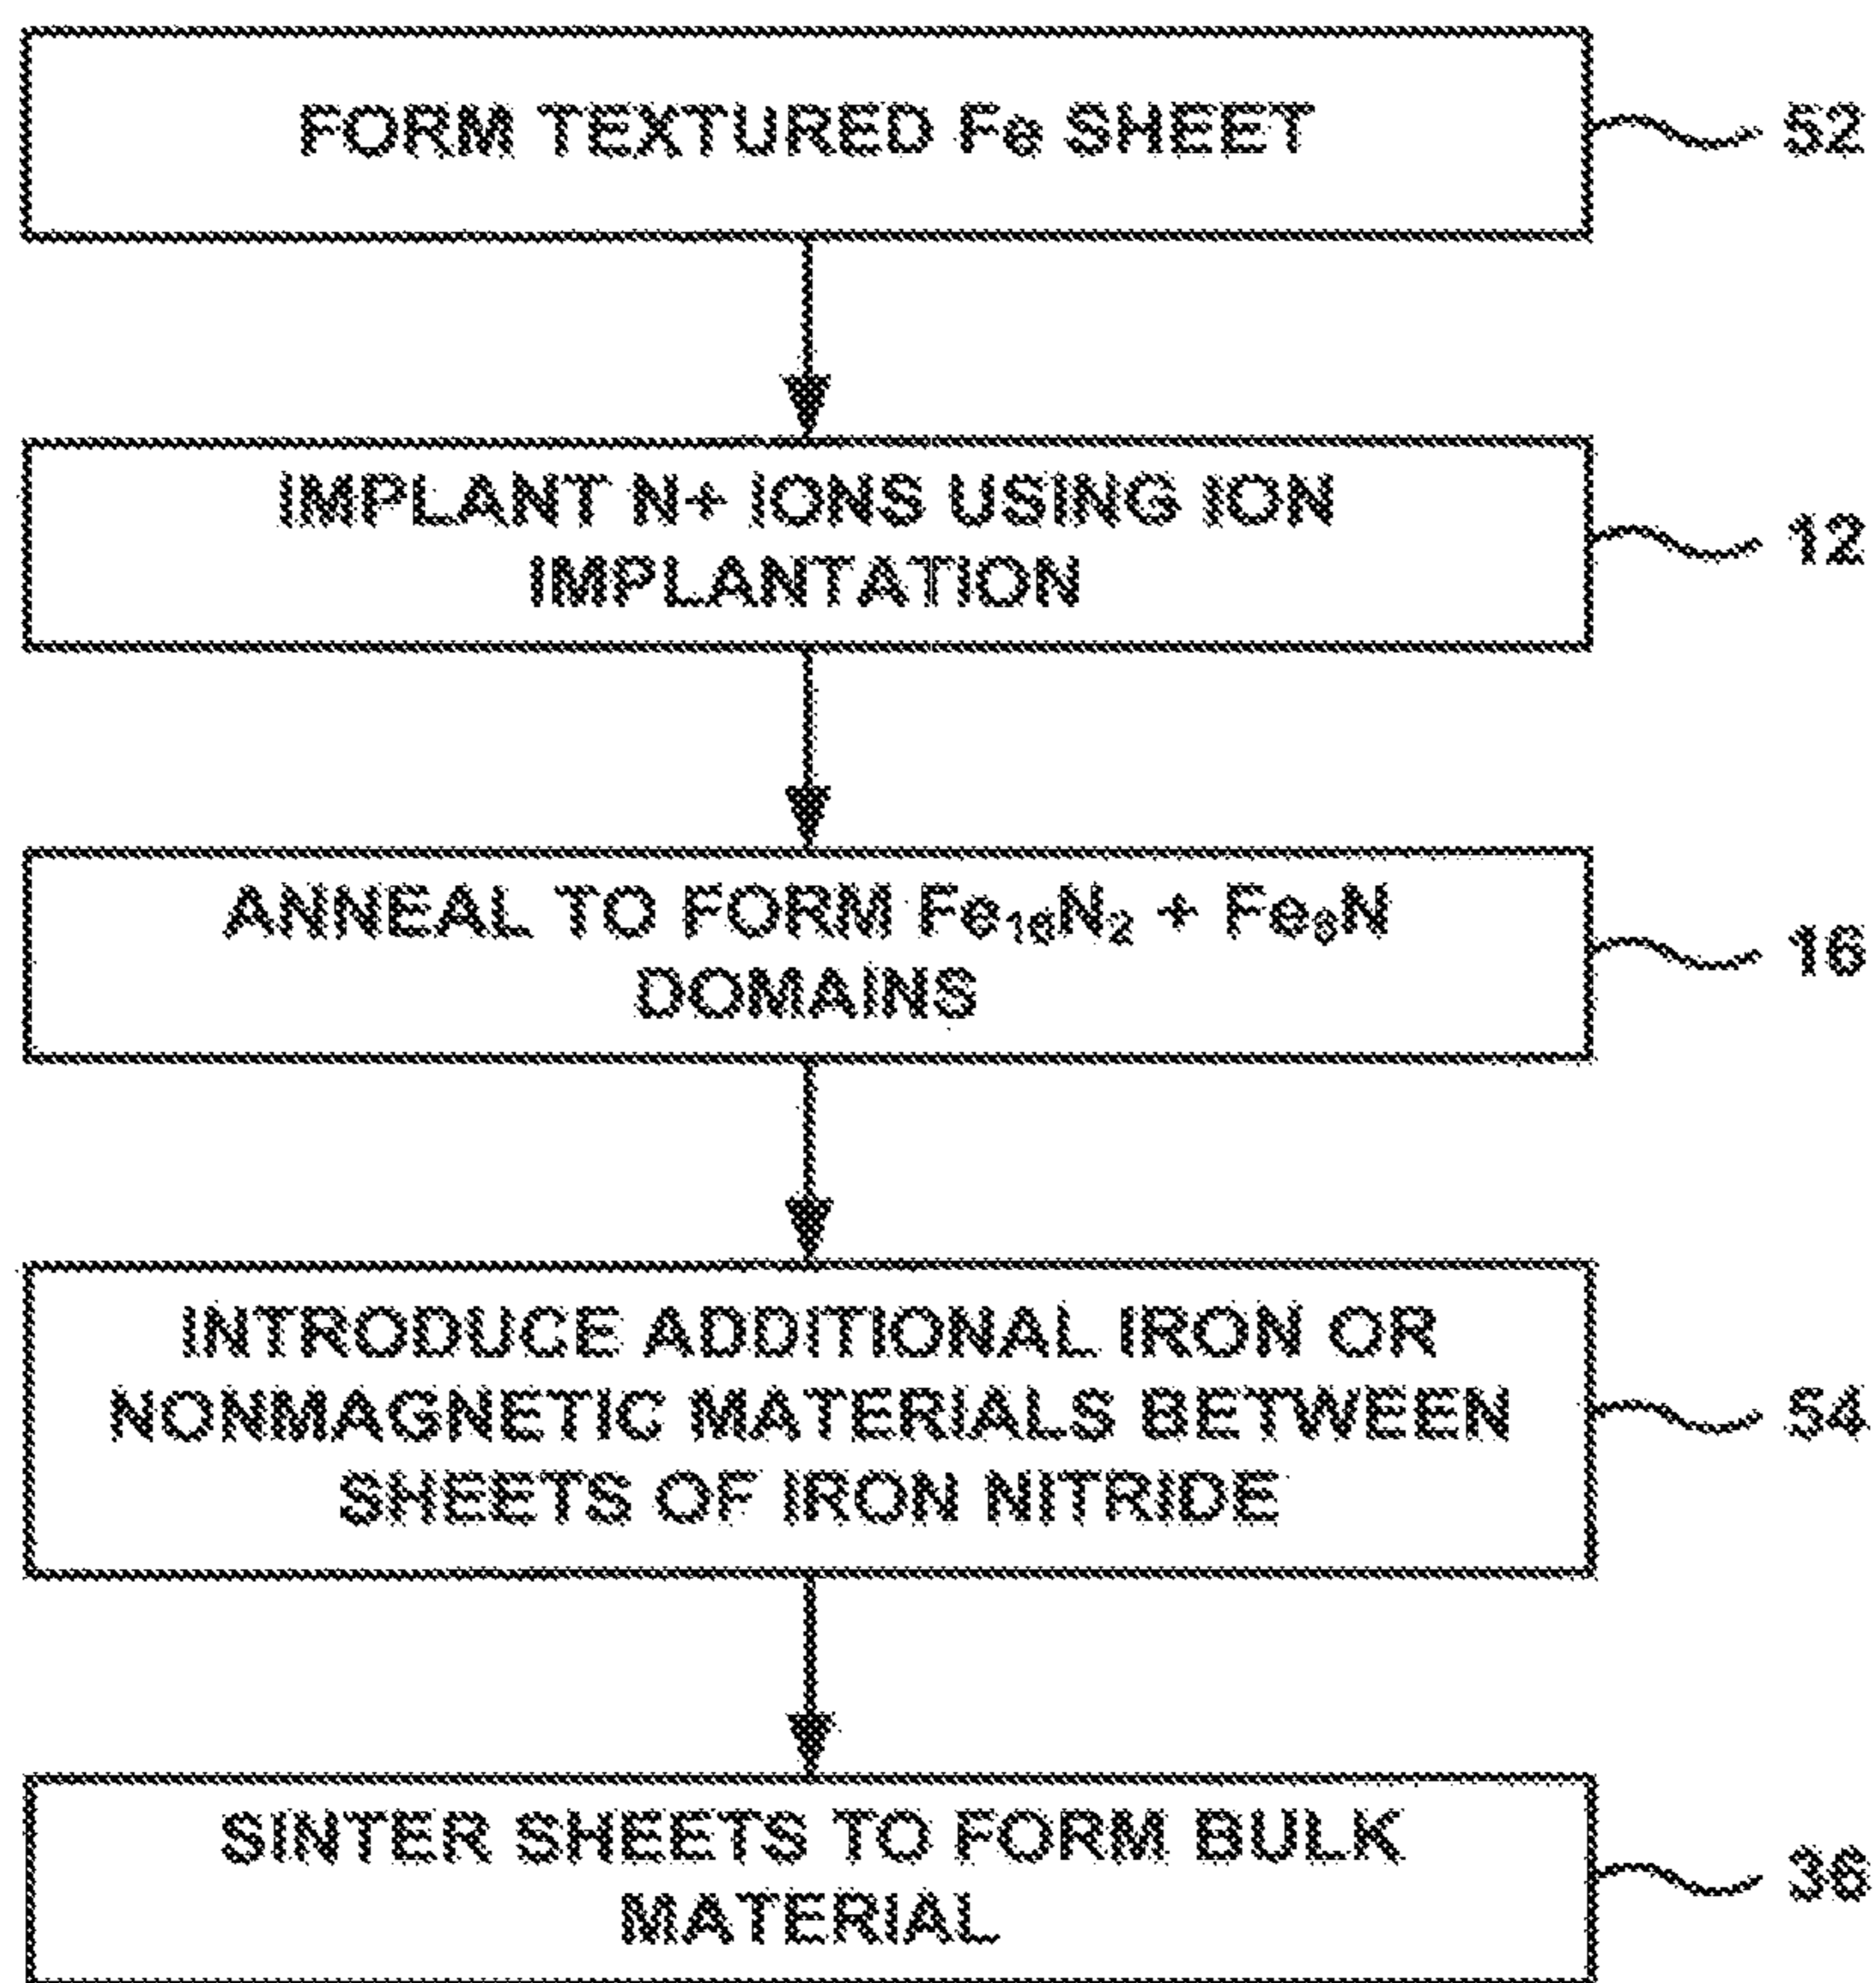 FORM TEXTURED Fe SHEET
52
IMPLANT N+ IONS USING ION
IMPLANTATION
12
ANNEAL TO FORM Fe₁₆N₂ + Fe₈N
DOMAINS
16
INTRODUCE ADDITIONAL IRON OR
NONMAGNETIC MATERIALS BETWEEN
SHEETS OF IRON NITRIDE
54
SINTER SHEETS TO FORM BULK
MATERIAL
36